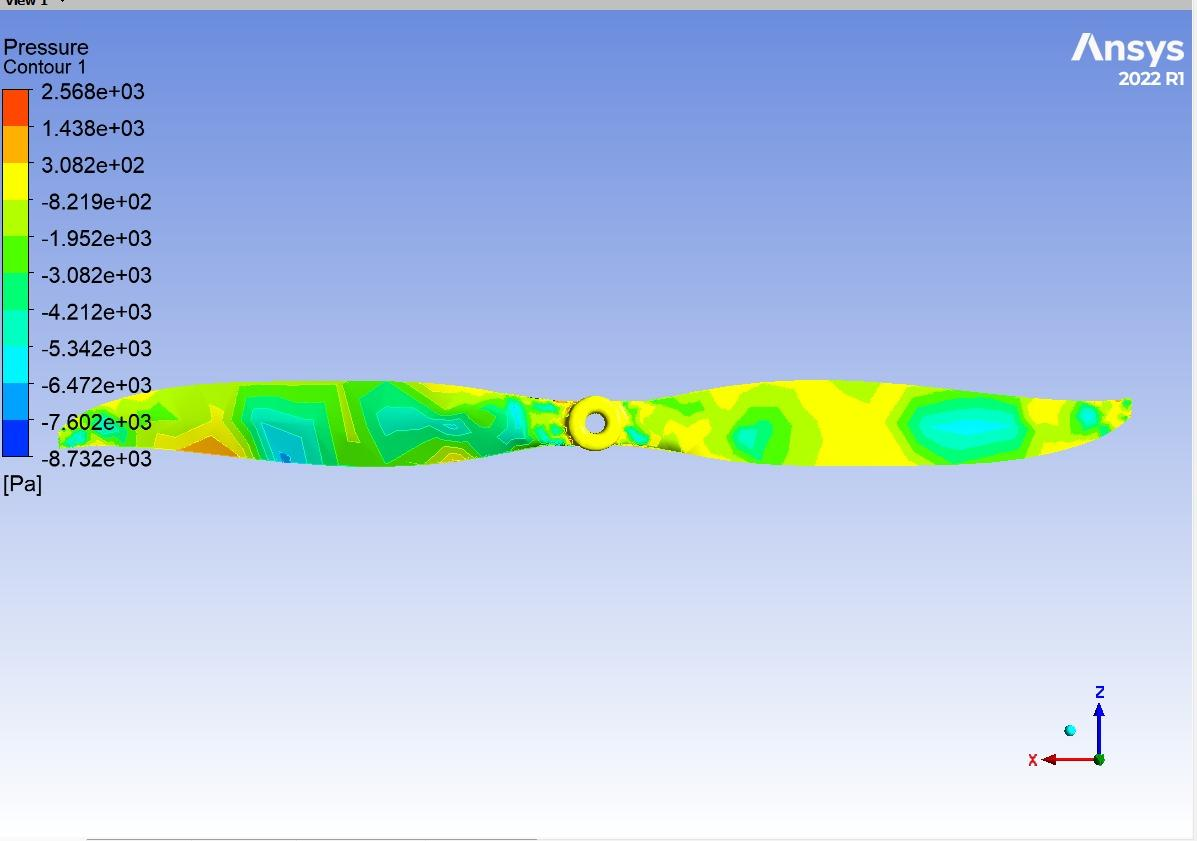 View 1
Pressure
Contour 1
2.568e+03
1.438e+03
3.082e+02
-8.219e+02
-1.952e+03
-3.082e+03
-4.212e+03
-5.342e+03
-6.472e+03
-7.602e+03
-8.732e+03
[Pa]
Ansys
2022 R1
Z
X